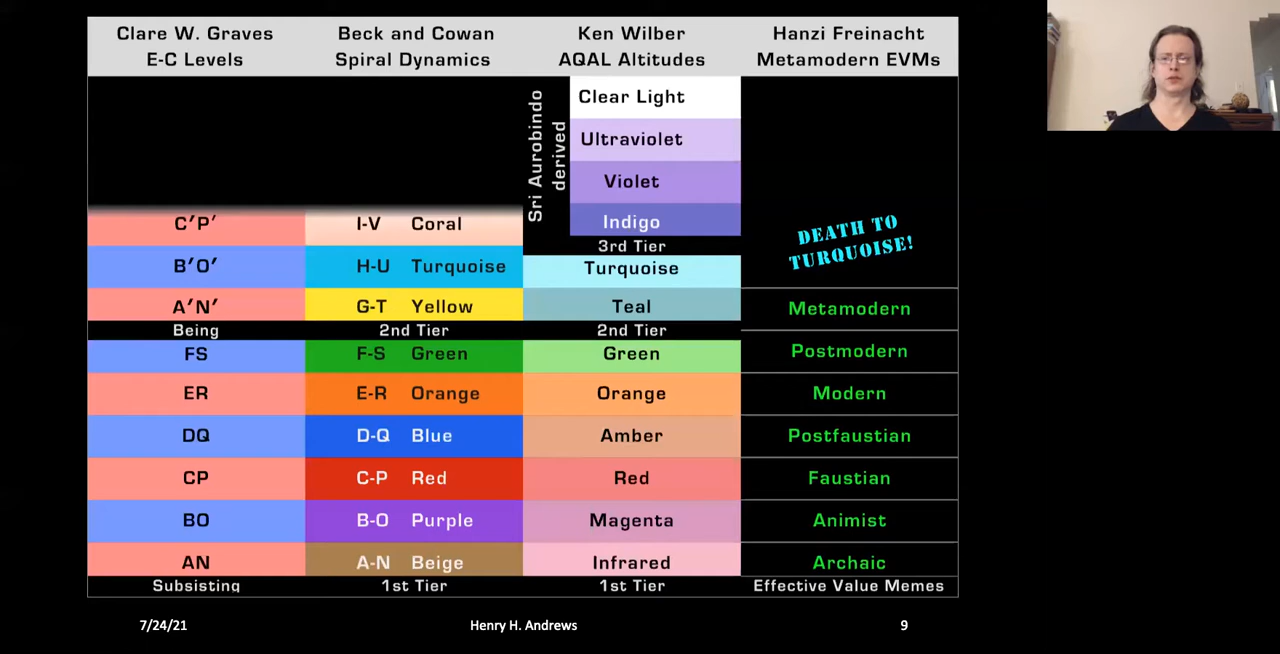 Clare W. Graves Beck and Cowan Ken Wilber Hanzi Freinacht
E-C Levels Spiral Dynamics AQAL Altitudes Metamodern EVMs
Sri Aurobindo
derived
Clear Light
Ultraviolet
Violet
C′P′ I-V Coral Indigo
DEATH TO
TURQUOISE!
3rd Tier
B′O′ H-U Turquoise Turquoise
A′N′ G-T Yellow Teal Metamodern
Being 2nd Tier 2nd Tier
FS F-S Green Green Postmodern
ER E-R Orange Orange Modern
DQ D-Q Blue Amber Postfaustian
CP C-P Red Red Faustian
BO B-O Purple Magenta Animist
AN A-N Beige Infrared Archaic
Subsisting 1st Tier 1st Tier Effective Value Memes
7/24/21 Henry H. Andrews 9